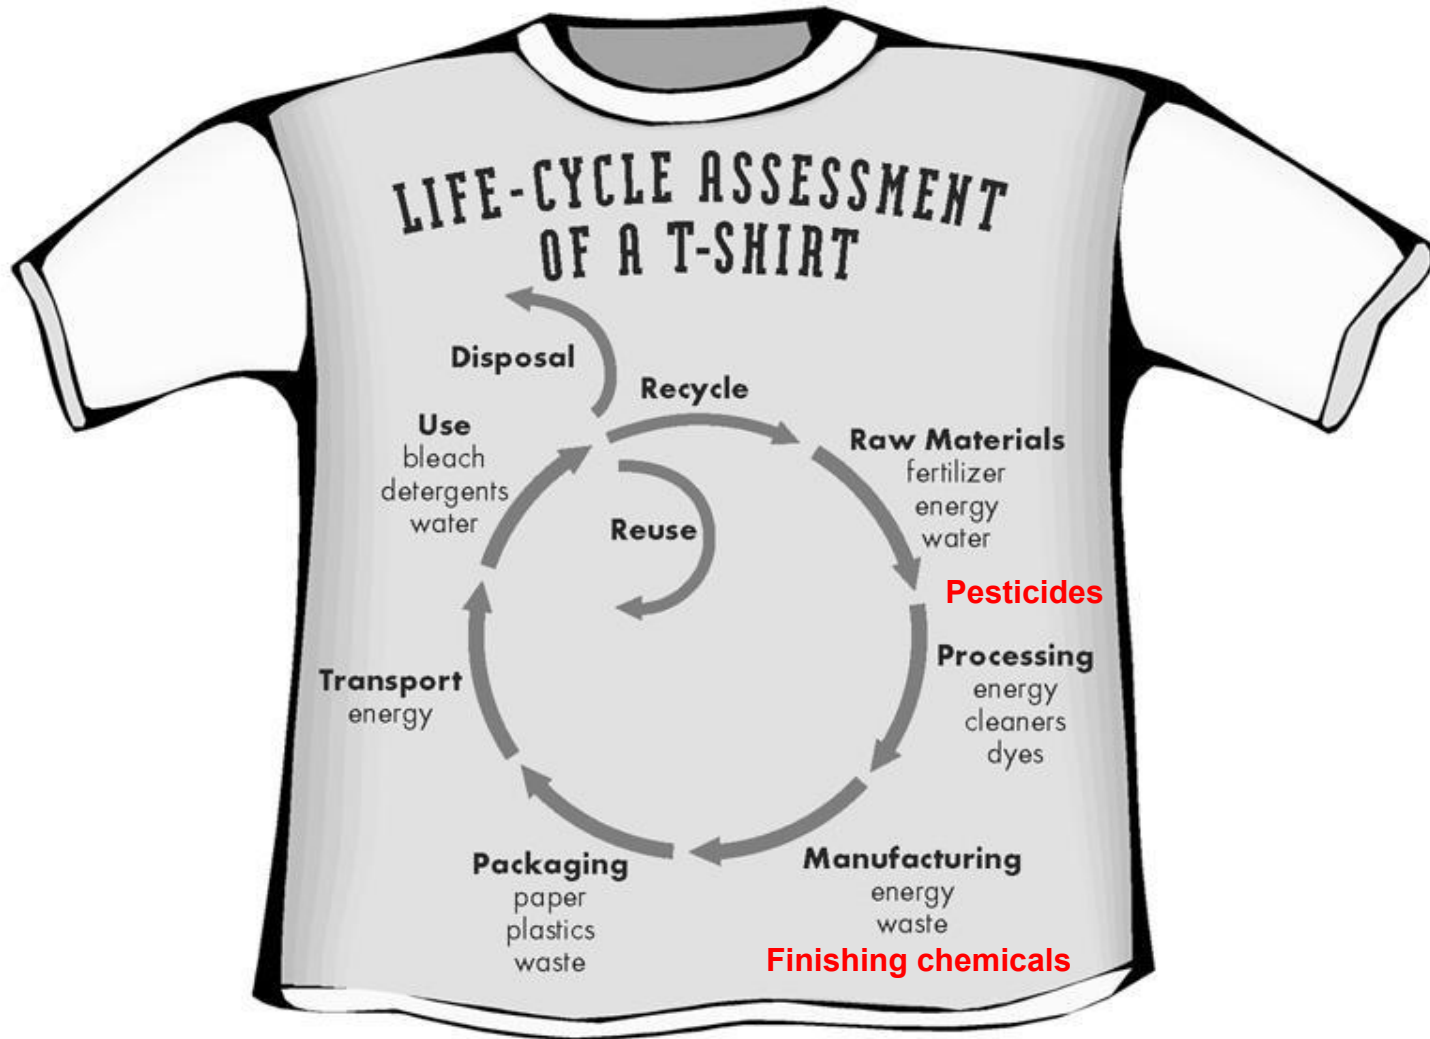 LIFE-CYCLE ASSESSMENT
OF A T-SHIRT
Disposal
Recycle
Use
bleach
detergents
water
Reuse
Raw Materials
fertilizer
energy
water
Pesticides
Processing
energy
cleaners
dyes
Transport
energy
Packaging
paper
plastics
waste
Manufacturing
energy
waste
Finishing chemicals